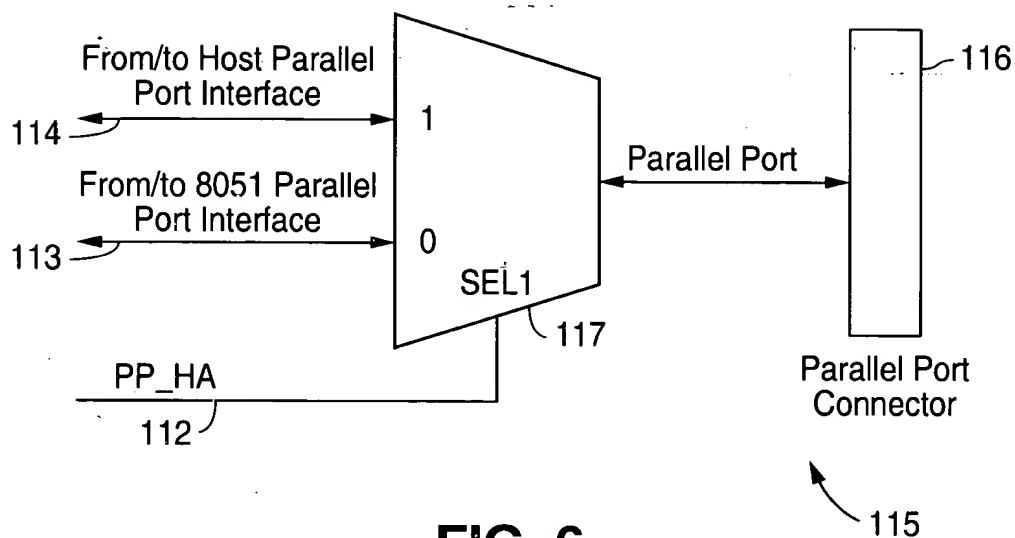 From/to Host Parallel
Port Interface
114
1
116
Parallel Port
From/to 8051 Parallel
Port Interface
113
0
SEL1
117
PP_HA
112
Parallel Port
Connector
115
FIG. 6